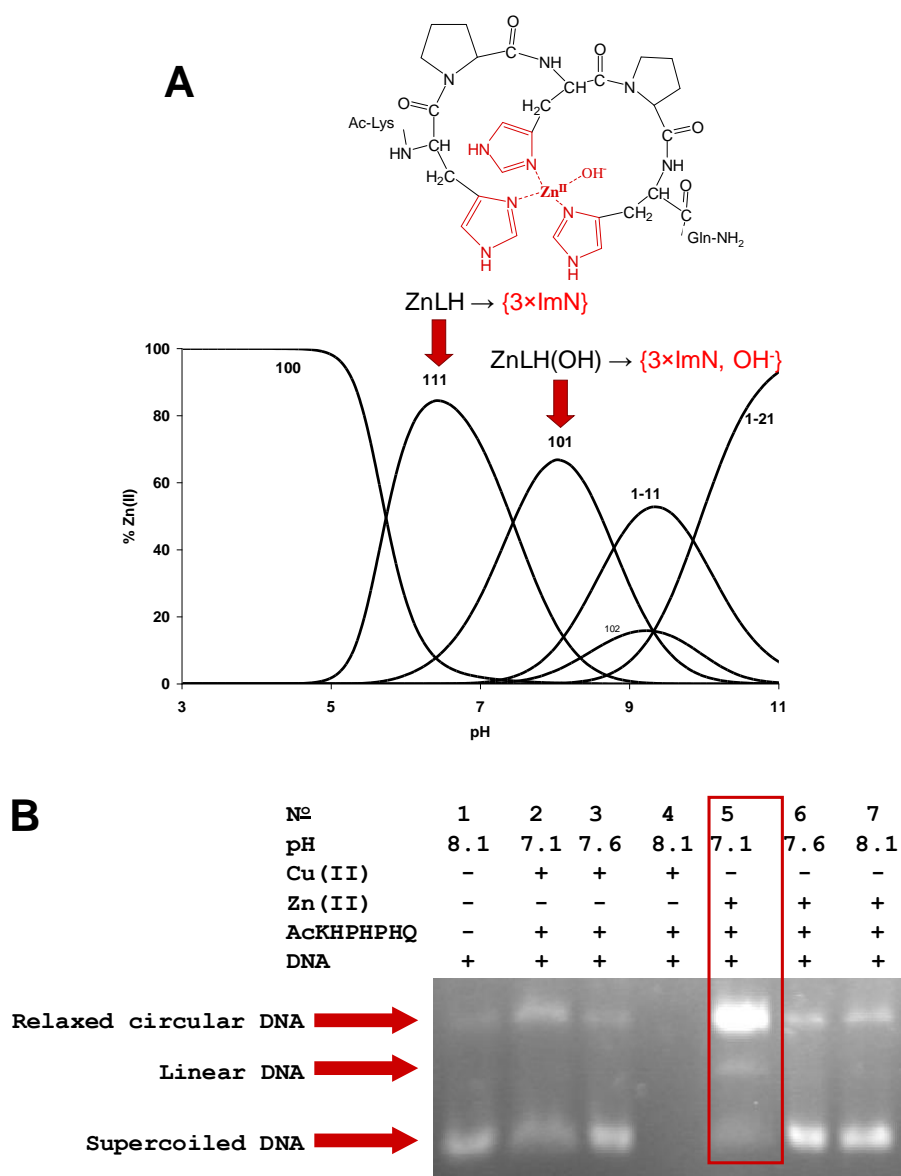 A
O
C
N
NH
CH
O
C
N
O
C
H2C
C
O
Ac-Lys
HN
CH
HN
N
NH
H2C
N
Zn^II
OH-
N
CH2
CH
O
C
Gln-NH2
N
H
N
H
ZnLH → {3×ImN}
ZnLH(OH) → {3×ImN, OH-}
100
80
60
40
20
0
% Zn(II)
100
111
101
1-11
102
1-21
3 5 7 9 11
pH
B
Nº 1 2 3 4 5 6 7
pH 8.1 7.1 7.6 8.1 7.1 7.6 8.1
Cu(II) – + + + – – –
Zn(II) – – – – + + +
AcKHPHPHQ – + + + + + +
DNA + + + + + + +
Relaxed circular DNA
Linear DNA
Supercoiled DNA